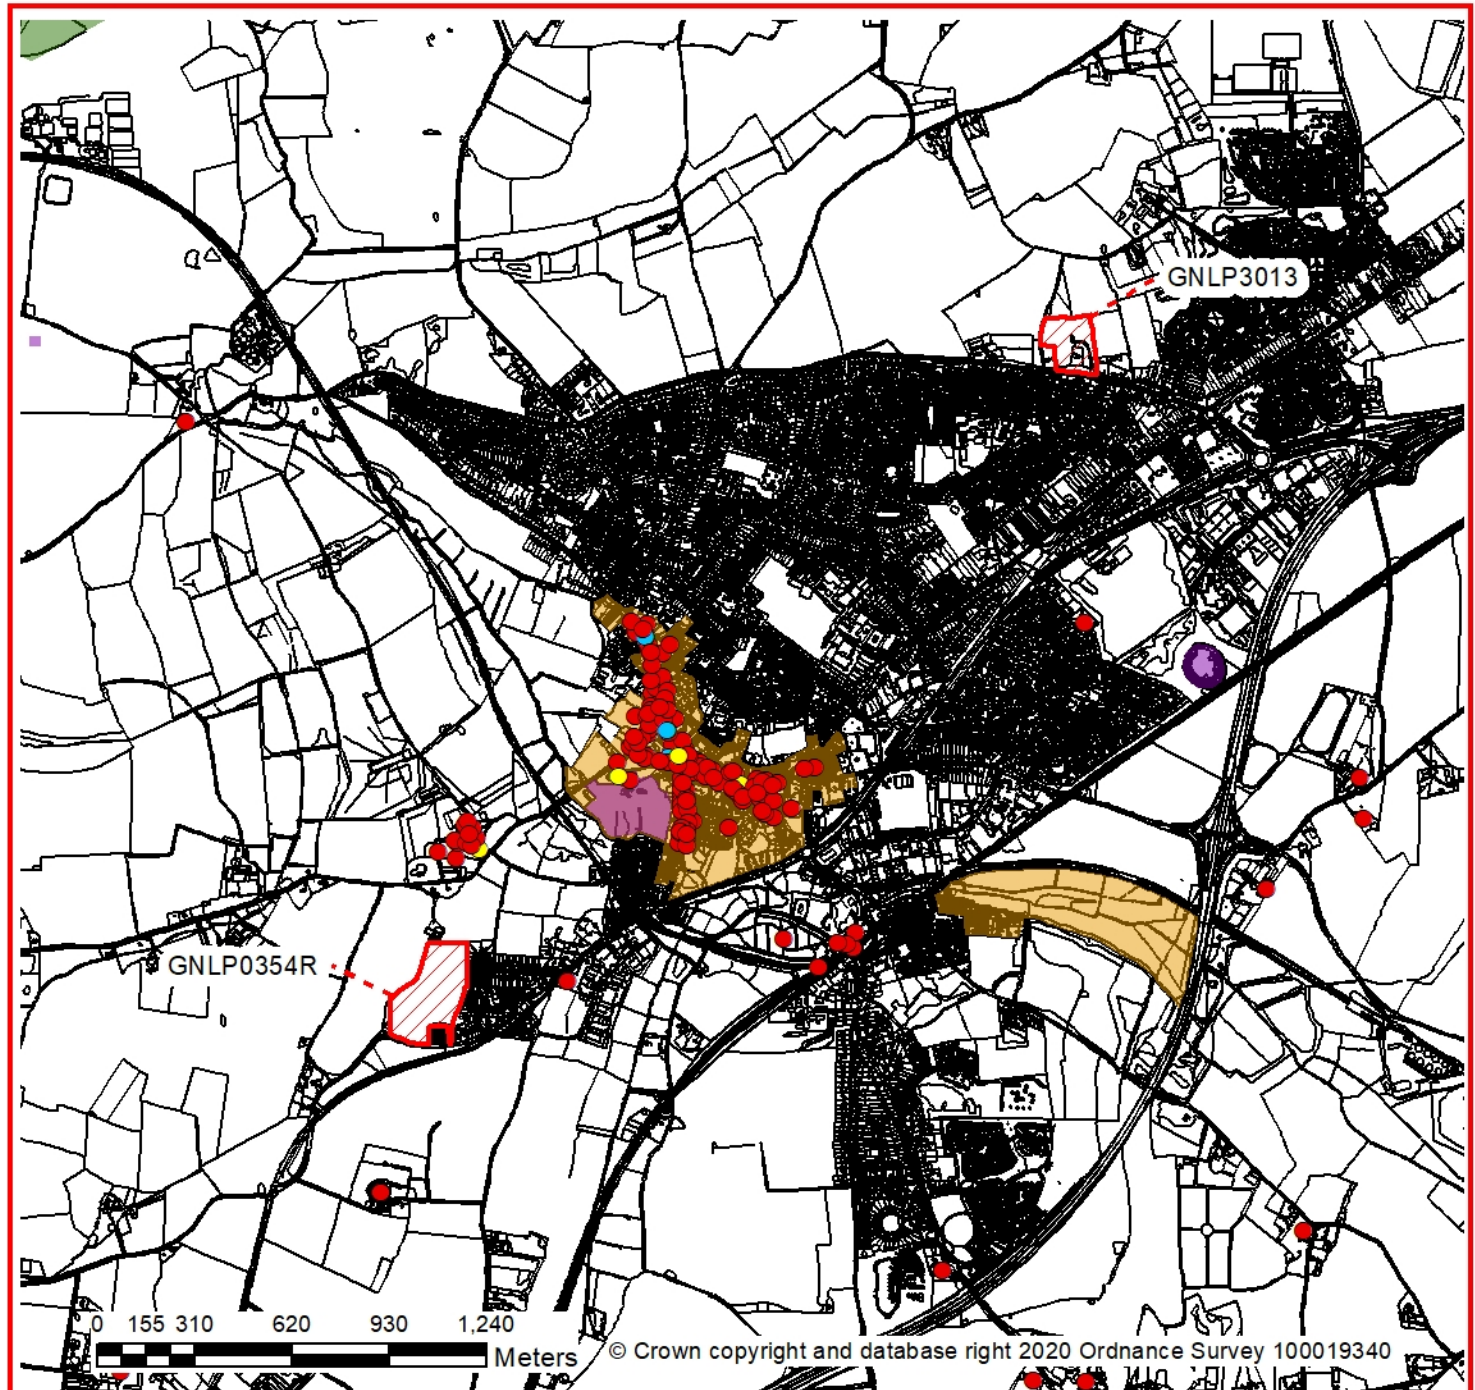 GNLP3013
GNLP0354R
0 155 310 620 930 1,240
Meters
© Crown copyright and database right 2020 Ordnance Survey 100019340